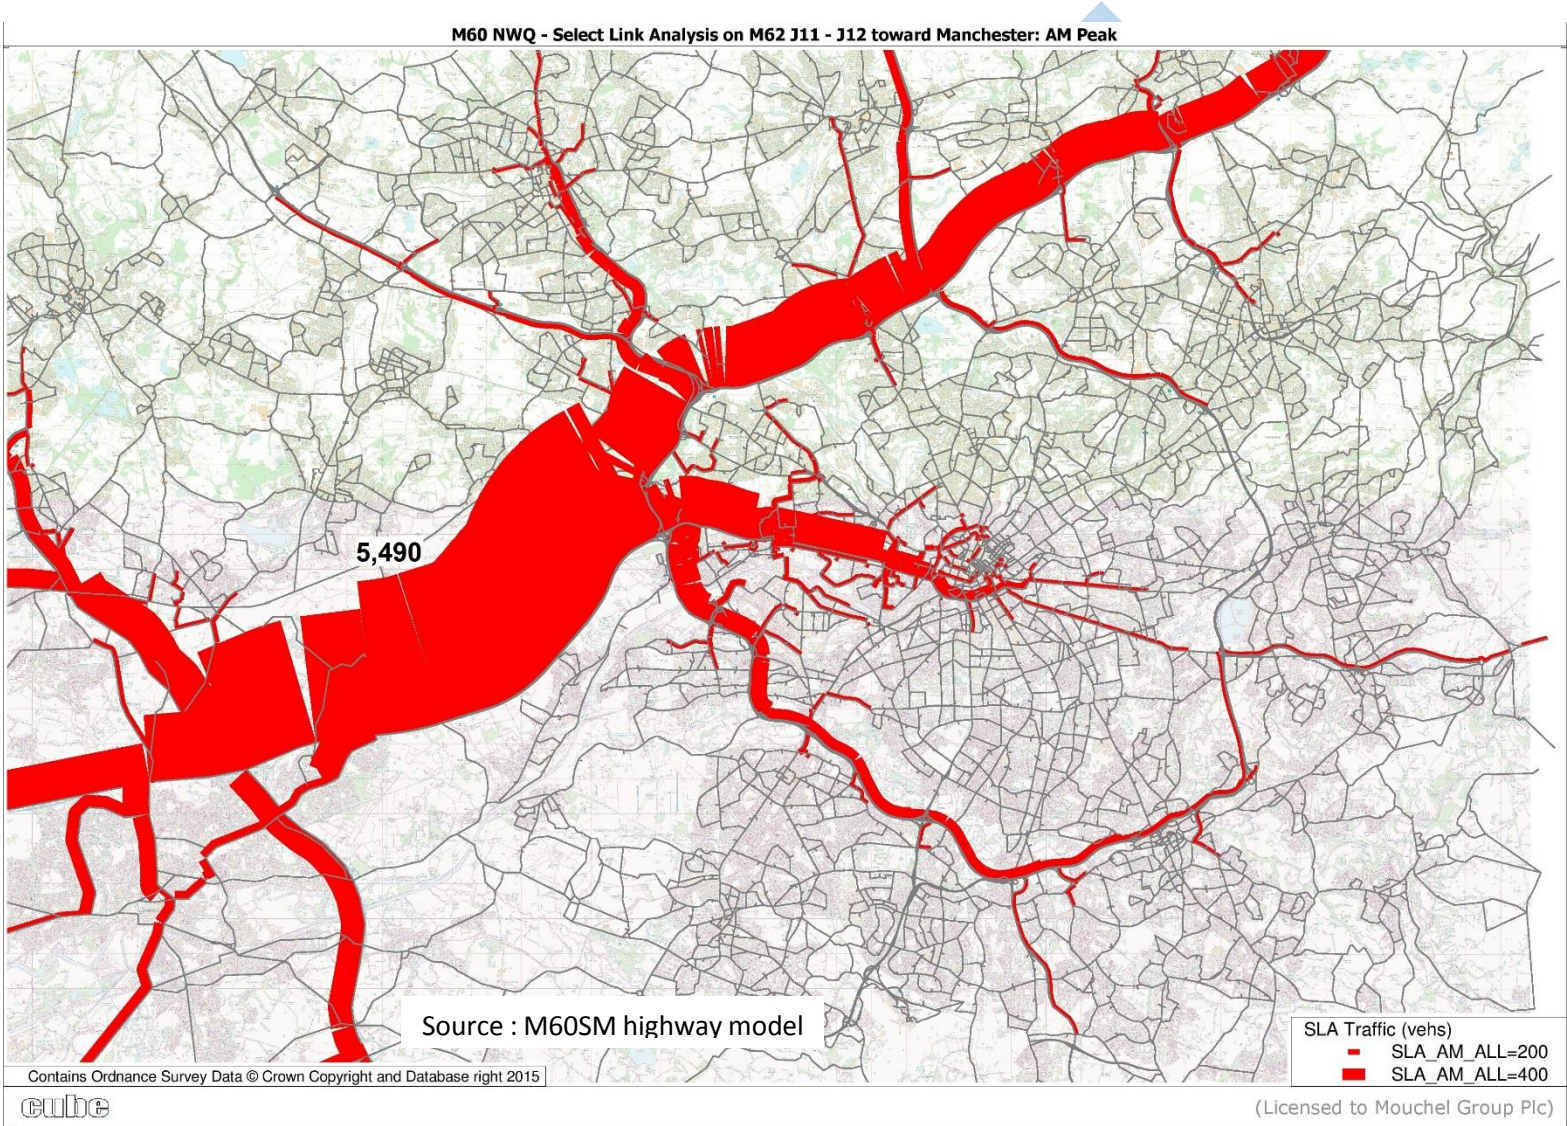 M60 NWQ - Select Link Analysis on M62 J11 - J12 toward Manchester: AM Peak
5,490
Source : M60SM highway model
SLA Traffic (vehs)
SLA_AM_ALL=200
SLA_AM_ALL=400
Contains Ordnance Survey Data © Crown Copyright and Database right 2015
cube
(Licensed to Mouchel Group Plc)